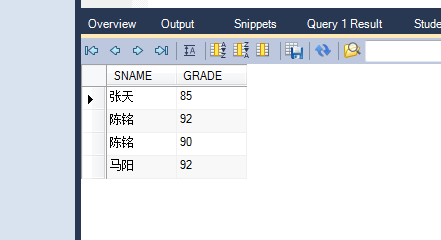 Overview Output Snippets Query 1 Result Stude
SNAME GRADE
张天 85
陈铭 92
陈铭 90
马阳 92